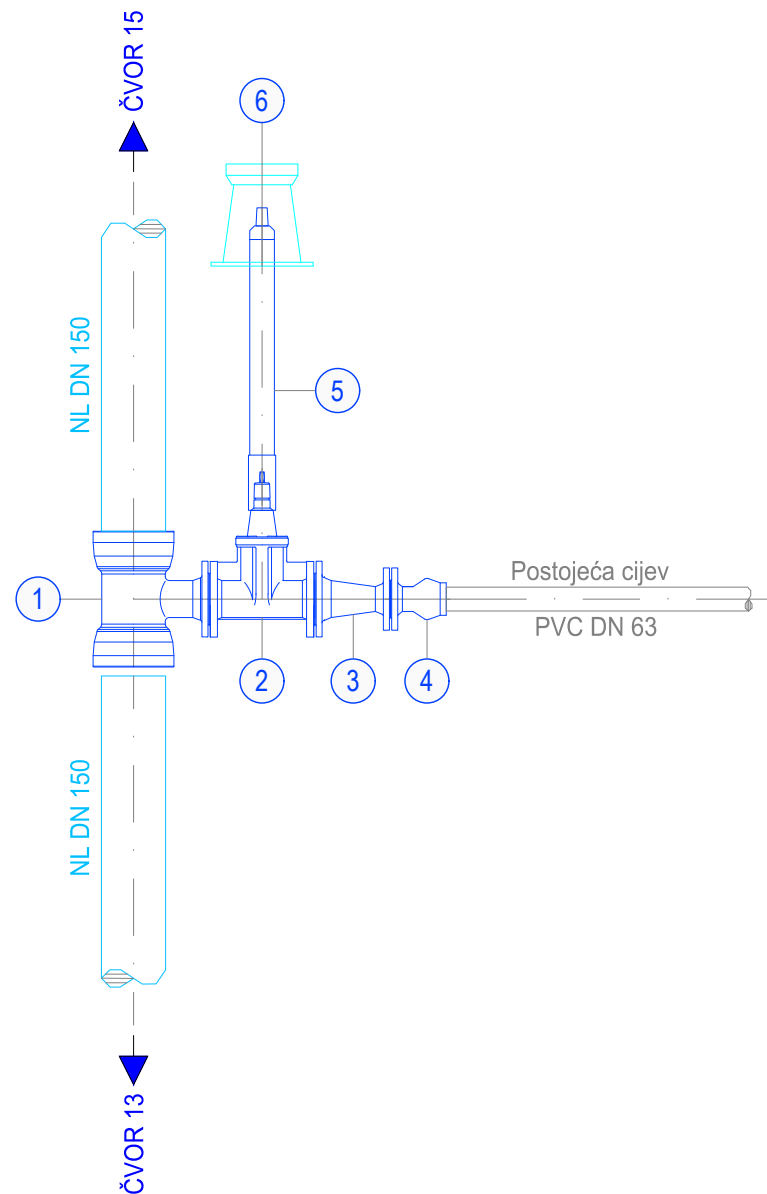 ČVOR 15
6
NL DN 150
5
Postojeća cijev
1
PVC DN 63
2
3
4
NL DN 150
ČVOR 13